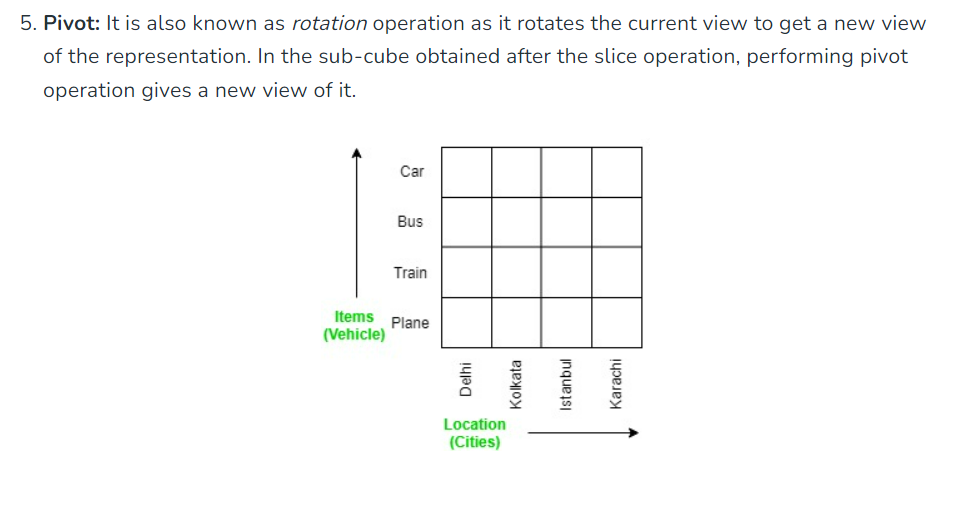 5. Pivot: It is also known as rotation operation as it rotates the current view to get a new view
of the representation. In the sub-cube obtained after the slice operation, performing pivot
operation gives a new view of it.
Car
Bus
Train
Plane
Items
(Vehicle)
Delhi
Kolkata
Istanbul
Karachi
Location
(Cities)